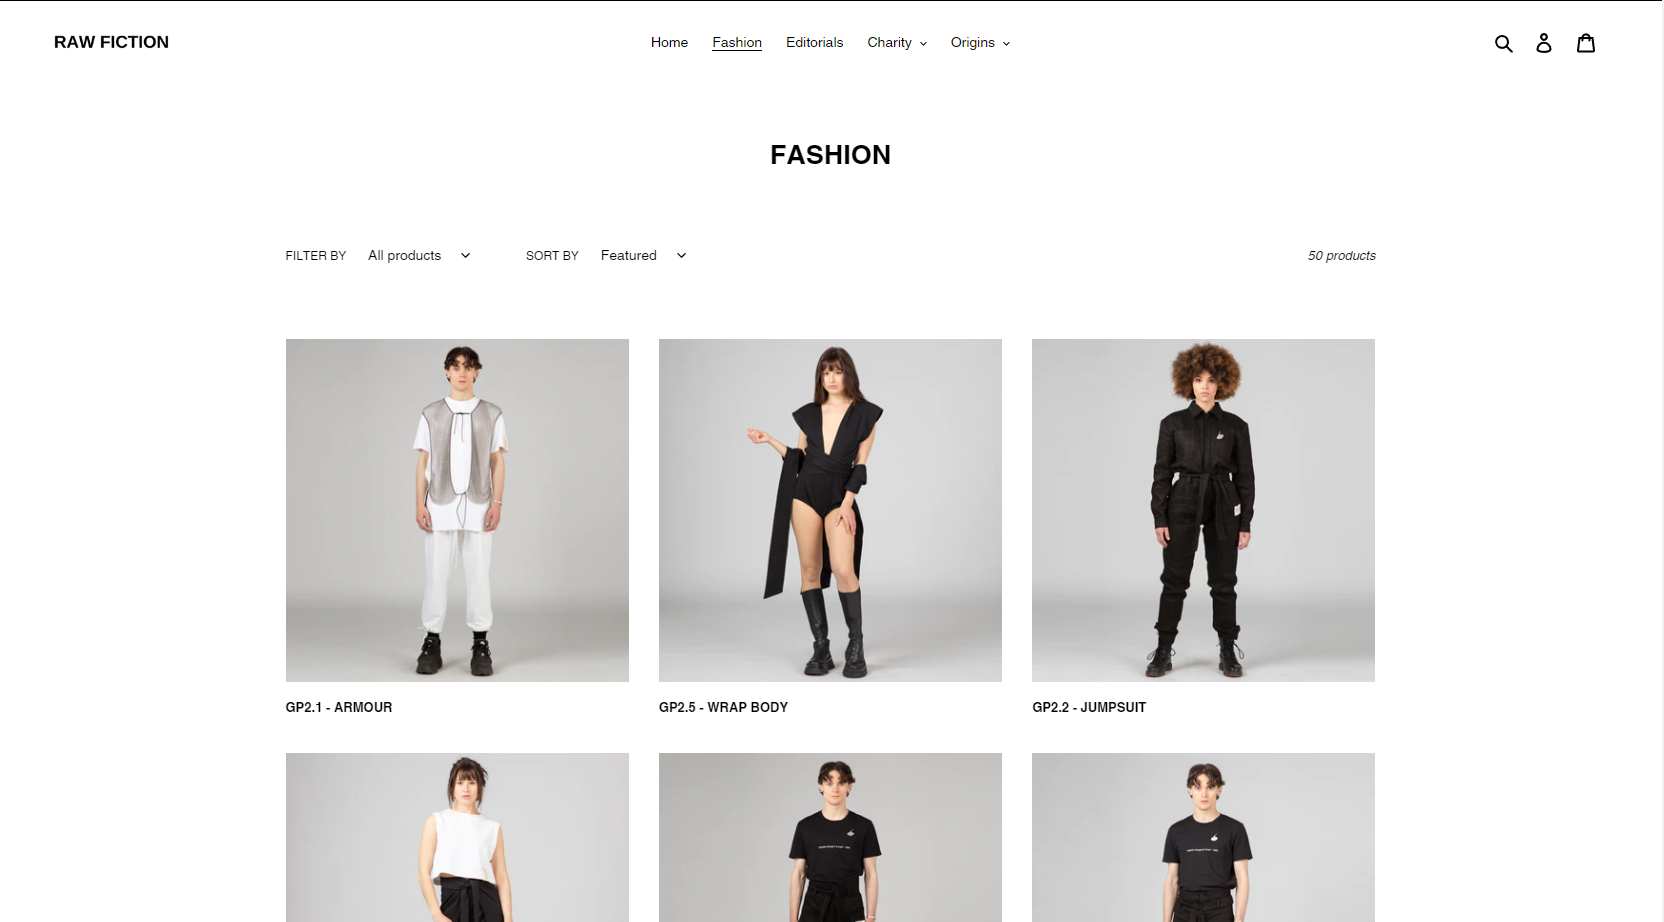 RAW FICTION
Home Fashion Editorials Charity Origins
FASHION
FILTER BY All products SORT BY Featured 50 products
GP2.1 - ARMOUR
GP2.5 - WRAP BODY
GP2.2 - JUMPSUIT